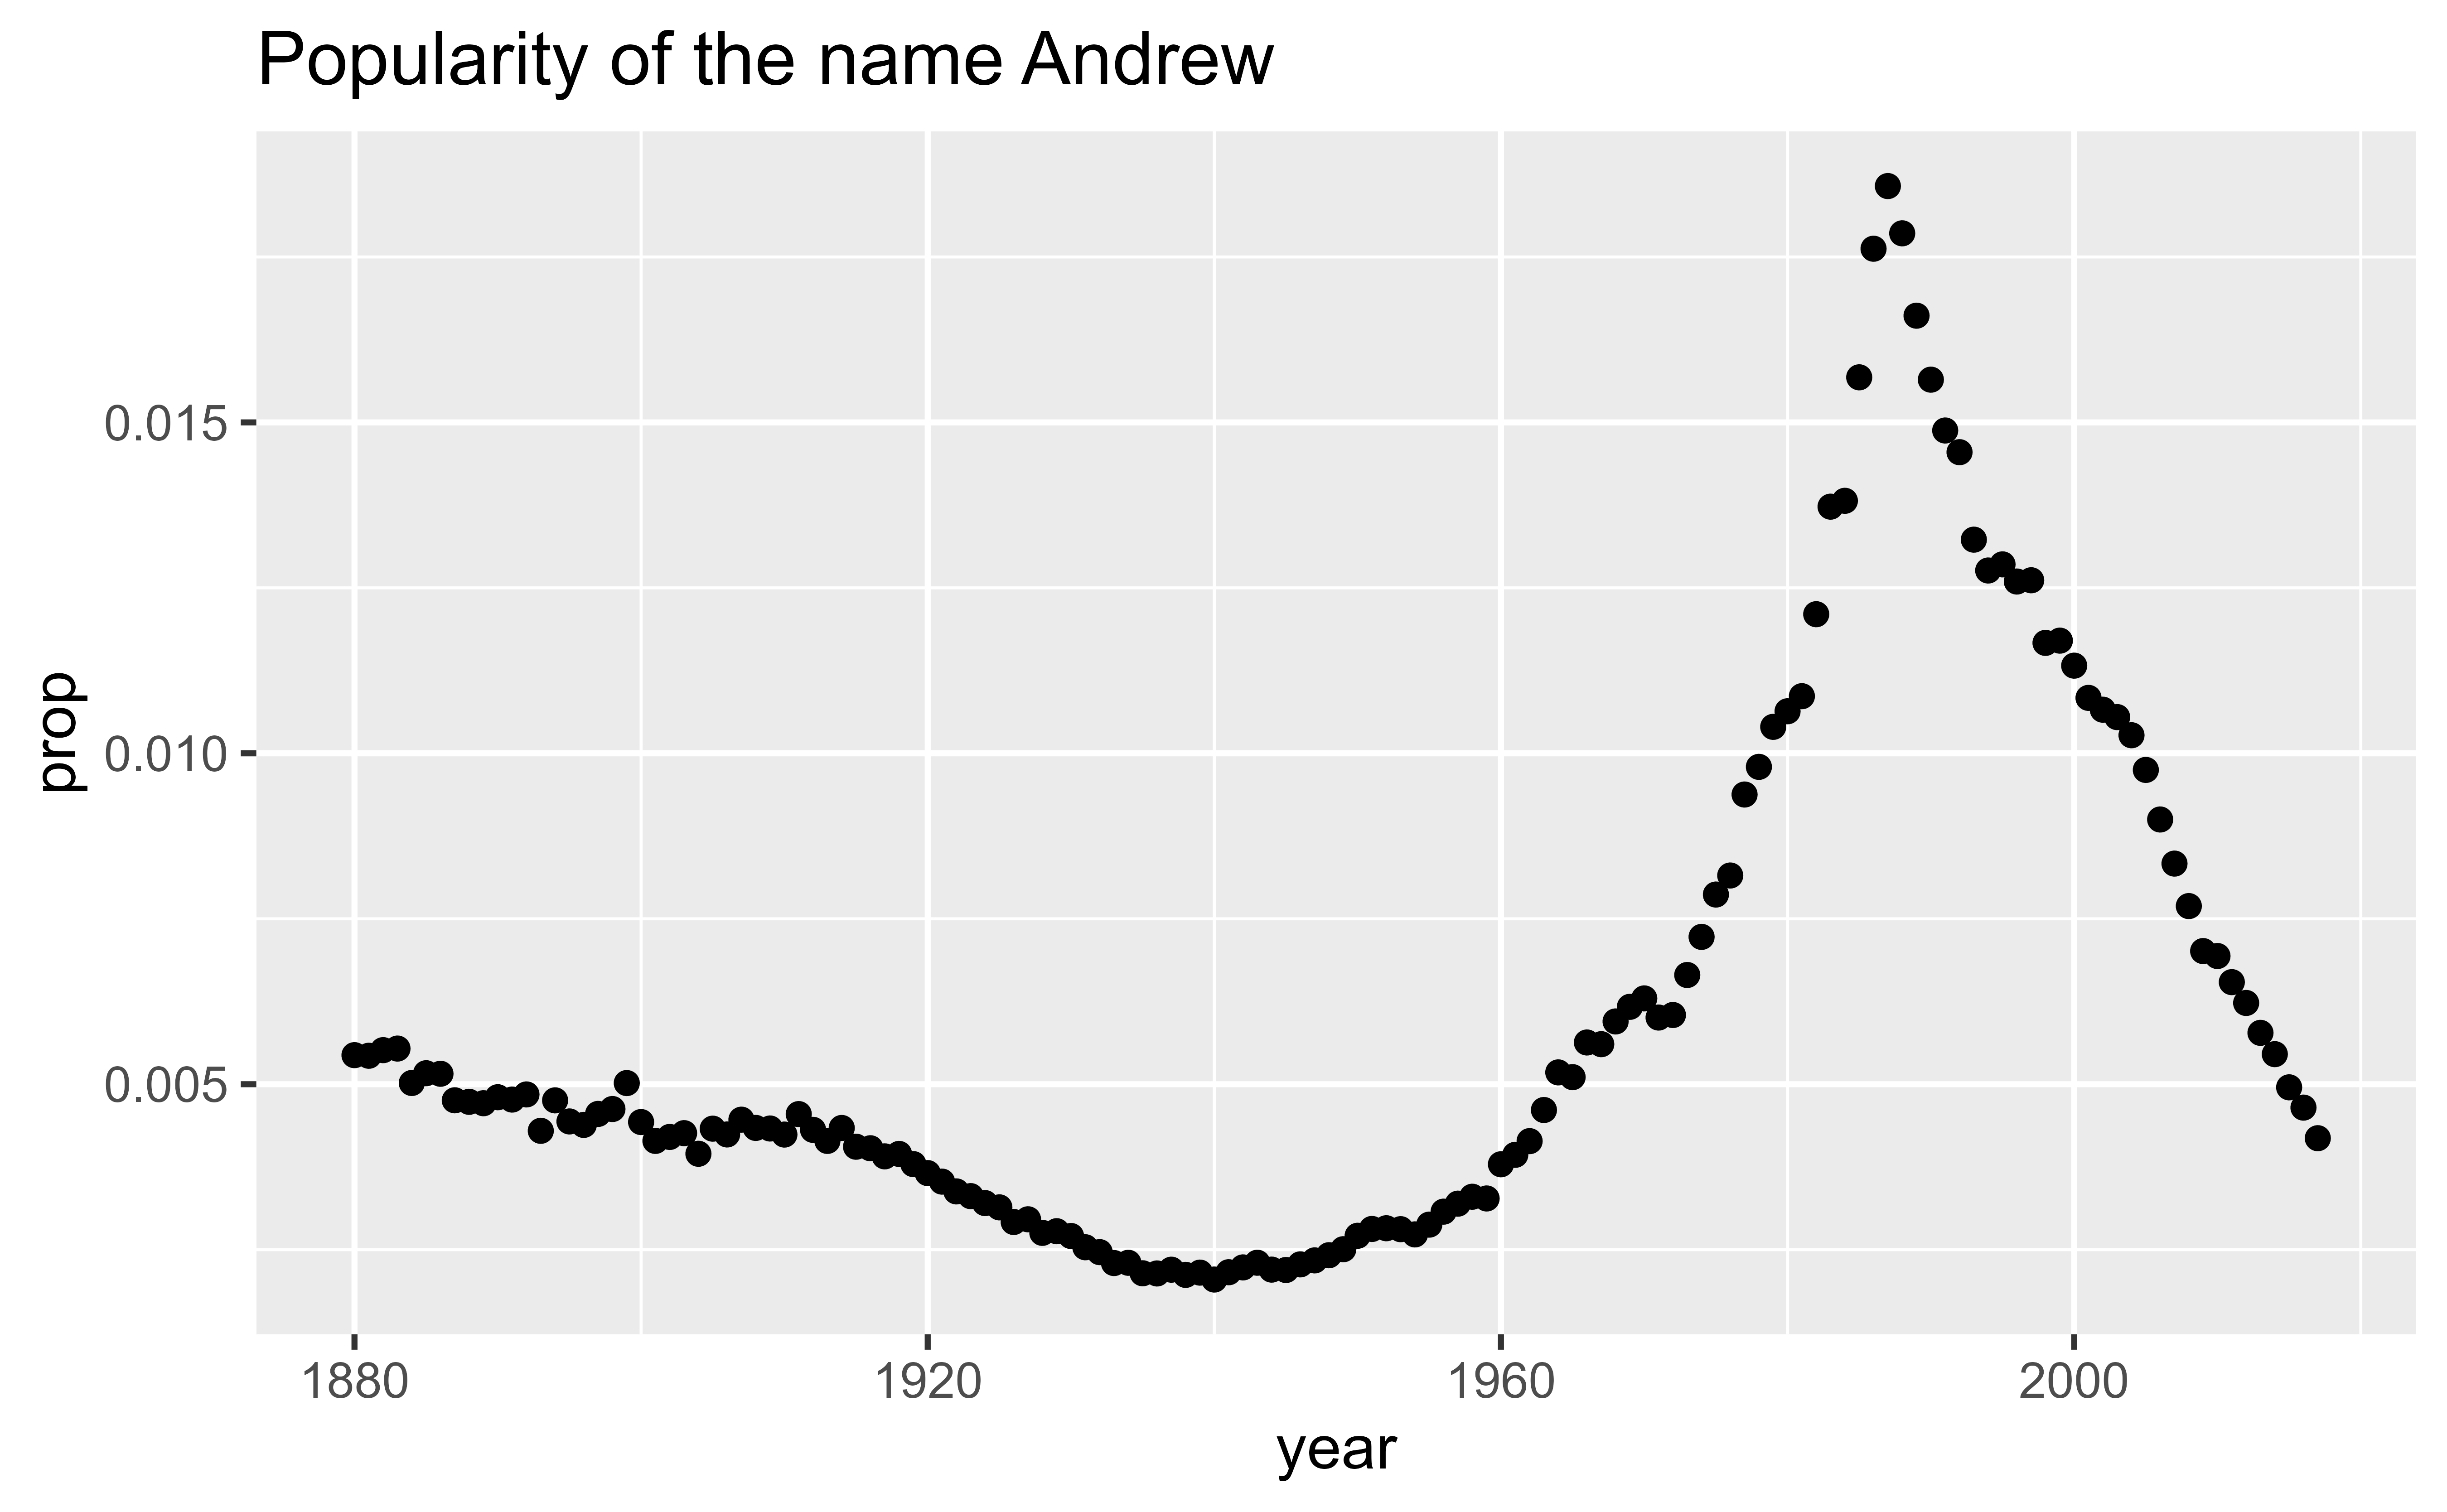 Popularity of the name Andrew
0.015
0.010
0.005
prop
1880 1920 1960 2000
year